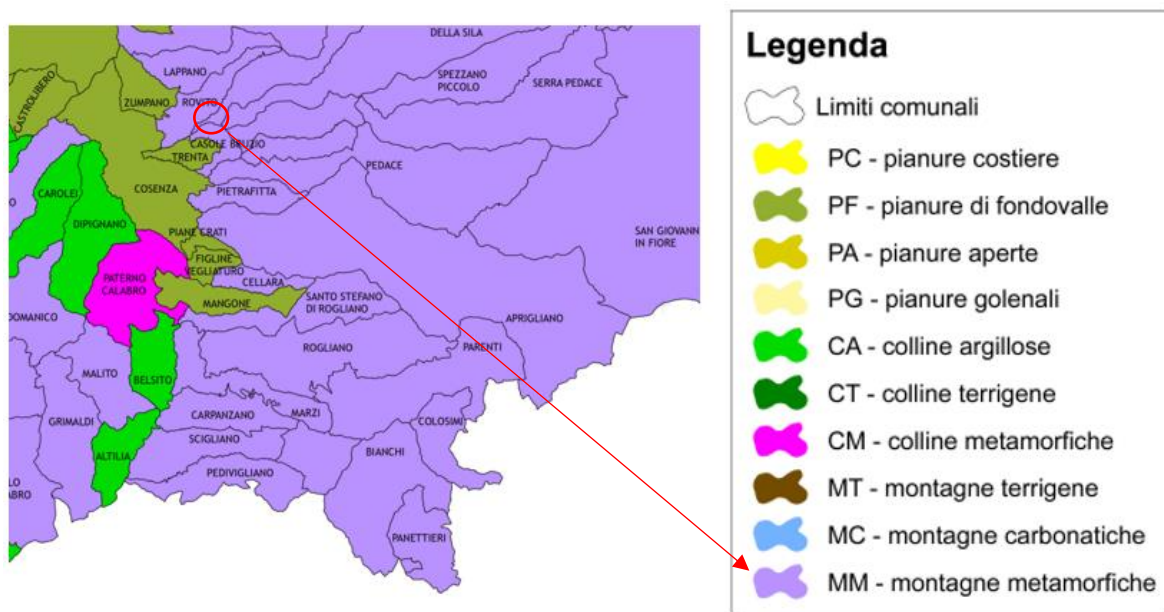 DELLA SILA
LAPPANO
SPEZZANO
PICCOLO
SERRA PEDACE
CASTROLIBERO
ZUMPANO
ROVITO
CASOLE BRUZIO
TRENTA
PEDACE
CAROLEI
COSENZA
PIETRAFITTA
DIPIGNANO
SAN GIOVANN
IN FIORE
PIANE CRATI
FIGLINE
VEGLIATURO
PATERNO
CALABRO
CELLARA
MANGONE
SANTO STEFANO
DI ROGLIANO
DOMANICO
APRIGLIANO
ROGLIANO
PARENTI
MALITO
BELSITO
GRIMALDI
CARPANZANO
MARZI
COLOSIMI
SCIGLIANO
BIANCHI
ALTILIA
PEDIVIGLIANO
LO
ABRO
PANETTIERI
Legenda
Limiti comunali
PC - pianure costiere
PF - pianure di fondovalle
PA - pianure aperte
PG - pianure golenali
CA - colline argillose
CT - colline terrigene
CM - colline metamorfiche
MT - montagne terrigene
MC - montagne carbonatiche
MM - montagne metamorfiche